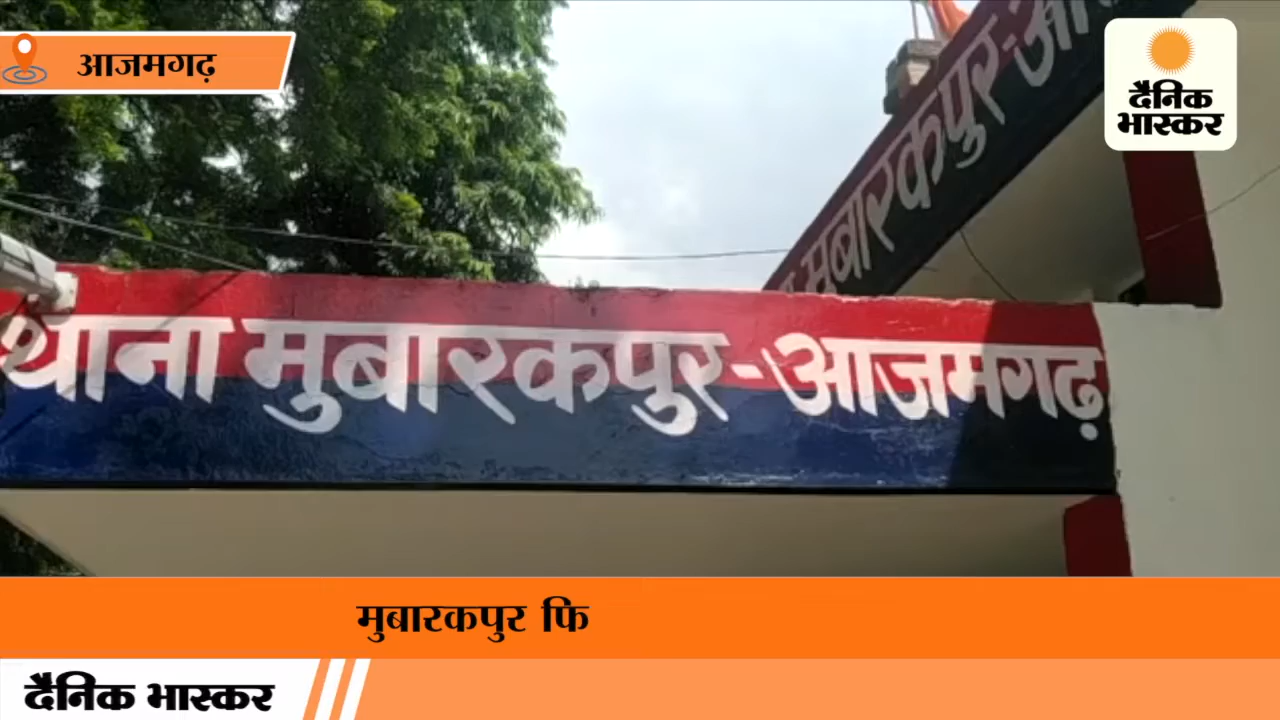 आजमगढ़
दैनिक
भास्कर
मुबारकपुर-
थाना मुबारकपुर-आजमगढ़
मुबारकपुर फि
दैनिक भास्कर